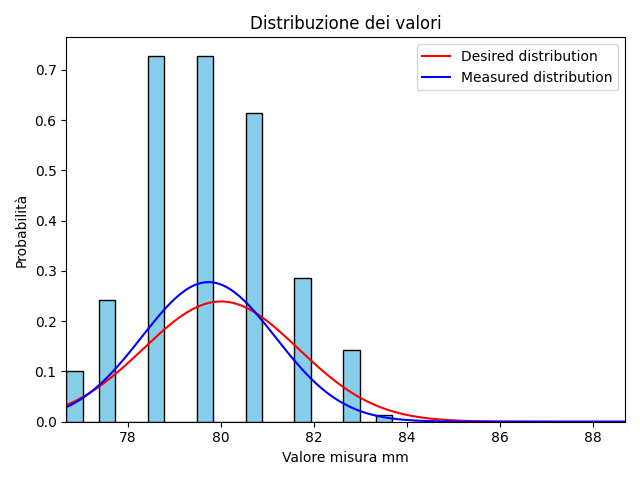 Distribuzione dei valori
Desired distribution
Measured distribution
Probabilità
0.7
0.6
0.5
0.4
0.3
0.2
0.1
0.0
78 80 82 84 86 88
Valore misura mm